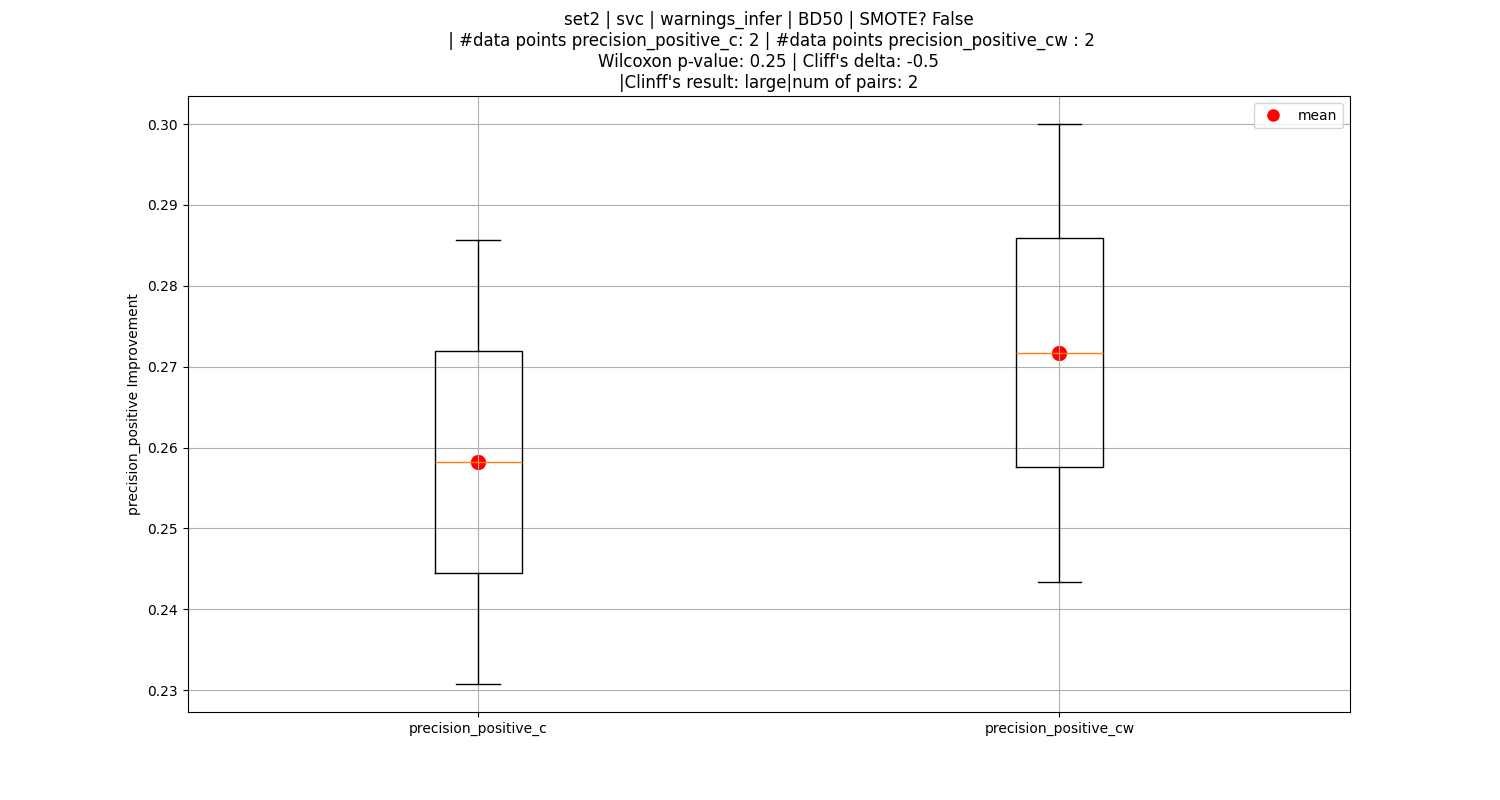 set2 | svc | warnings_infer | BD50 | SMOTE? False
| #data points precision_positive_c: 2 | #data points precision_positive_cw : 2
Wilcoxon p-value: 0.25 | Cliff's delta: -0.5
|Clinff's result: large|num of pairs: 2
mean
0.30
0.29
0.28
0.27
0.26
0.25
0.24
0.23
precision_positive Improvement
precision_positive_c
precision_positive_cw